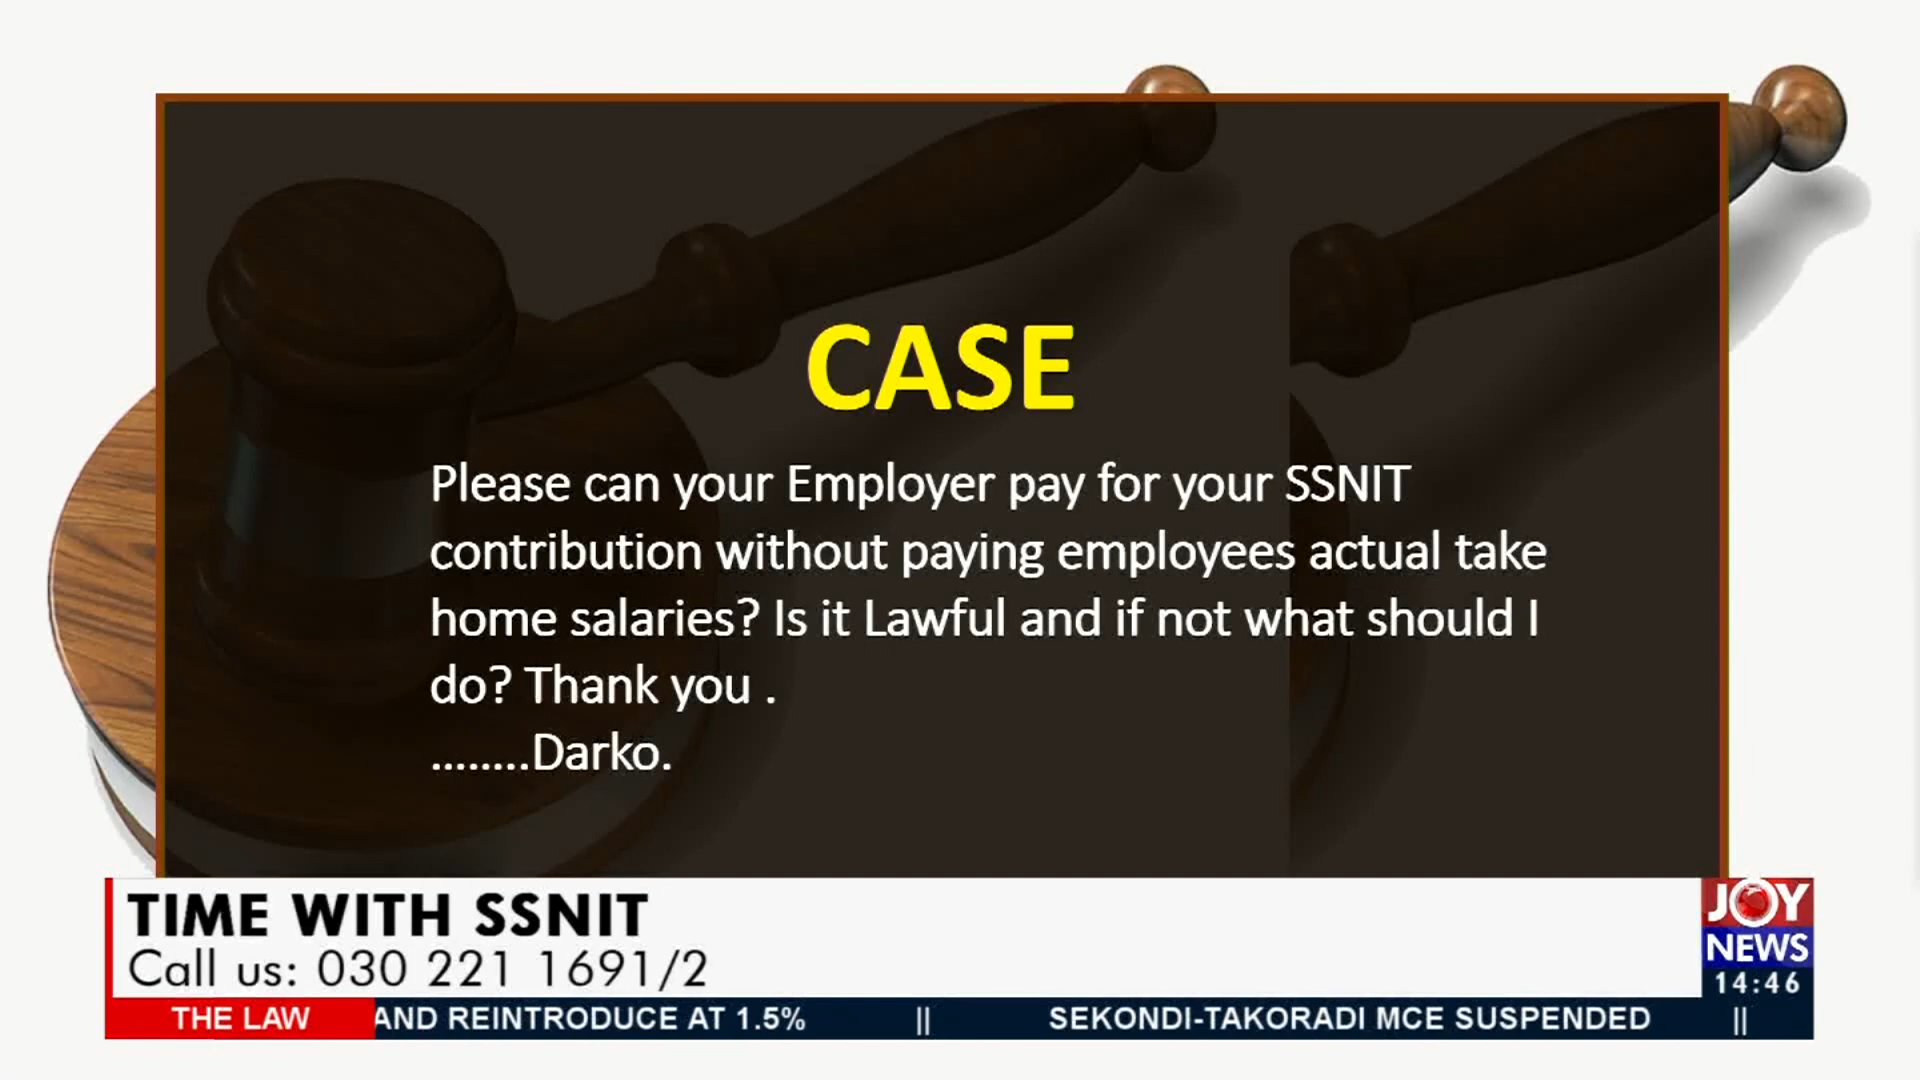 CASE
Please can your Employer pay for your SSNIT
contribution without paying employees actual take
home salaries? Is it Lawful and if not what should I
do? Thank you .
........Darko.
TIME WITH SSNIT
Call us: 030 221 1691/2
JOY
NEWS
14:46
THE LAW
AND REINTRODUCE AT 1.5% || SEKONDI-TAKORADI MCE SUSPENDED ||